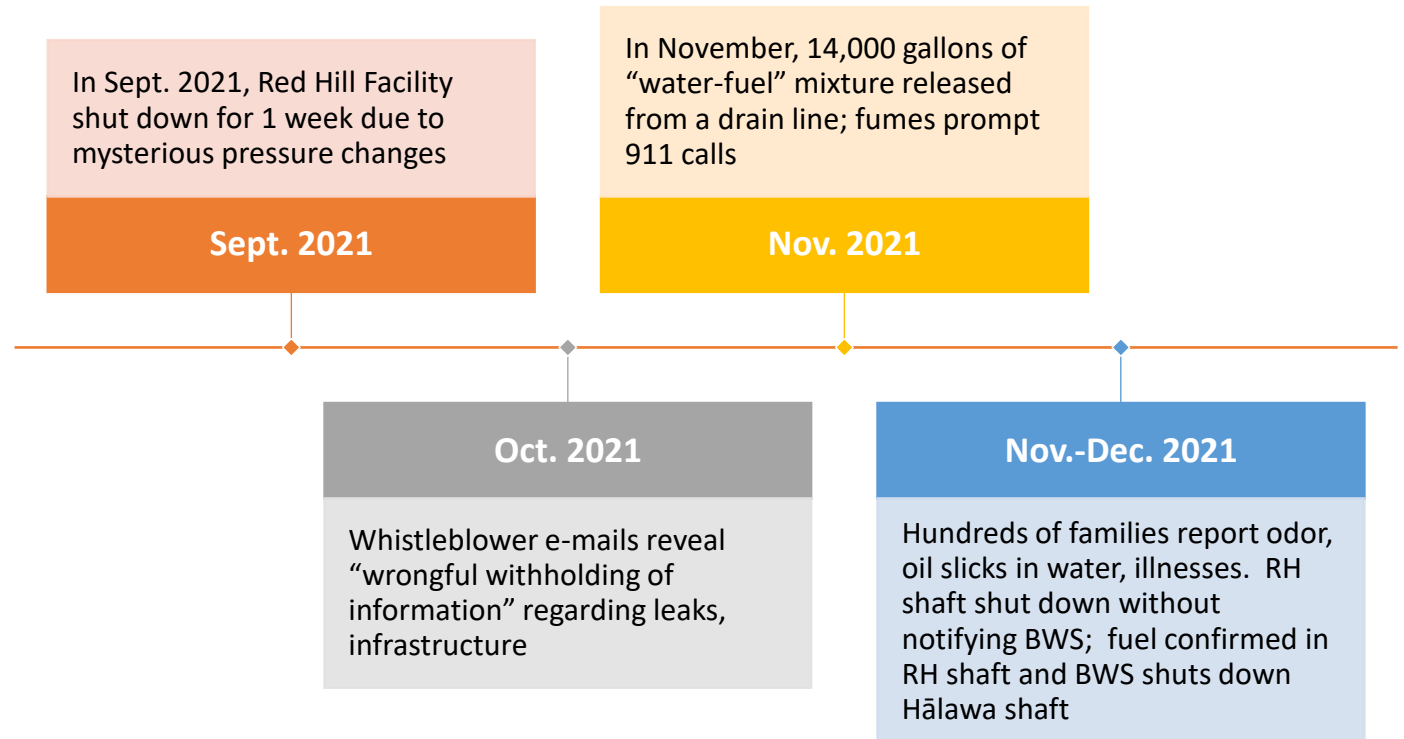 In Sept. 2021, Red Hill Facility
shut down for 1 week due to
mysterious pressure changes
Sept. 2021
Oct. 2021
Whistleblower e-mails reveal
“wrongful withholding of
information” regarding leaks,
infrastructure
In November, 14,000 gallons of
“water-fuel” mixture released
from a drain line; fumes prompt
911 calls
Nov. 2021
Nov.-Dec. 2021
Hundreds of families report odor,
oil slicks in water, illnesses.  RH
shaft shut down without
notifying BWS;  fuel confirmed in
RH shaft and BWS shuts down
Hālawa shaft